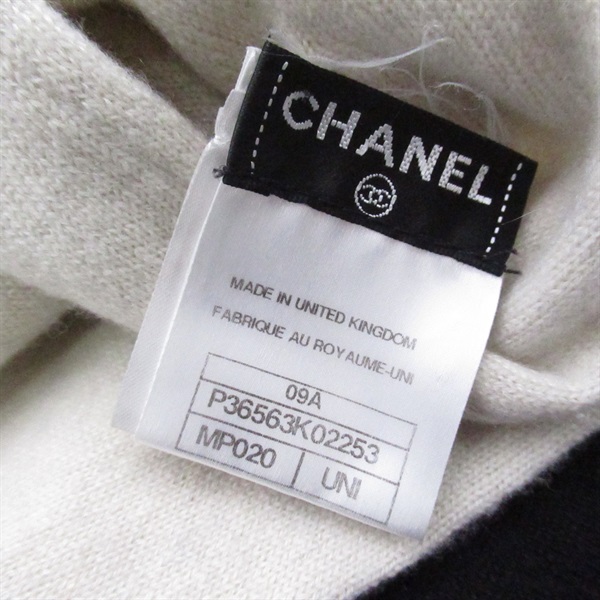 CHANEL
MADE IN UNITED KINGDOM
FABRIQUE AU ROYAUME-UNI
09A
P36563K02253
MP020 UNI